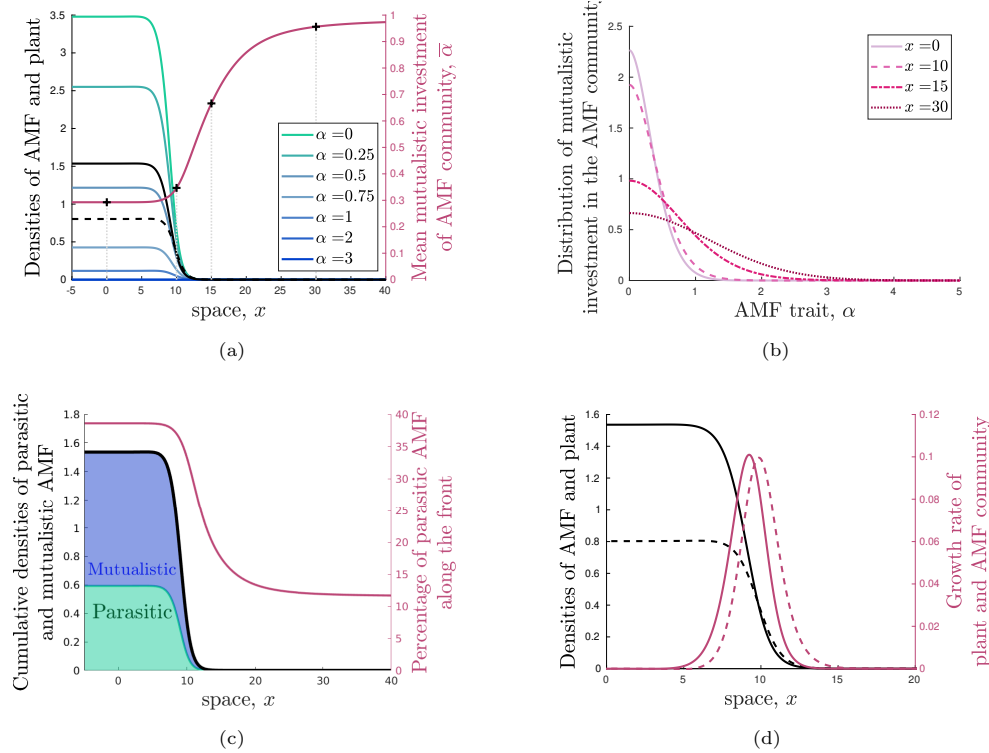 Densities of AMF and plant
3.5
3
2.5
2
1.5
1
0.5
0
-5 0 5 10 15 20 25 30 35 40
space, x
1
0.9
0.8
0.7
0.6
0.5
0.4
0.3
0.2
0.1
0
Mean mutualistic investment
of AMF community, α̅
α =0
α =0.25
α =0.5
α =0.75
α =1
α =2
α =3
(a)
Distribution of mutualistic
investment in the AMF community
2.5
2
1.5
1
0.5
0
0 1 2 3 4 5
AMF trait, α
x =0
x =10
x =15
x =30
(b)
Cumulative densities of parasitic
and mutualistic AMF
1.8
1.6
1.4
1.2
1
0.8
0.6
0.4
0.2
0
0 10 20 30 40
space, x
Mutualistic
Parasitic
40
35
30
25
20
15
10
5
0
Percentage of parasitic AMF
along the front
(c)
Densities of AMF and plant
1.6
1.4
1.2
1
0.8
0.6
0.4
0.2
0
0 5 10 15 20
space, x
0.12
0.1
0.08
0.06
0.04
0.02
0
Growth rate of
plant and AMF community
(d)